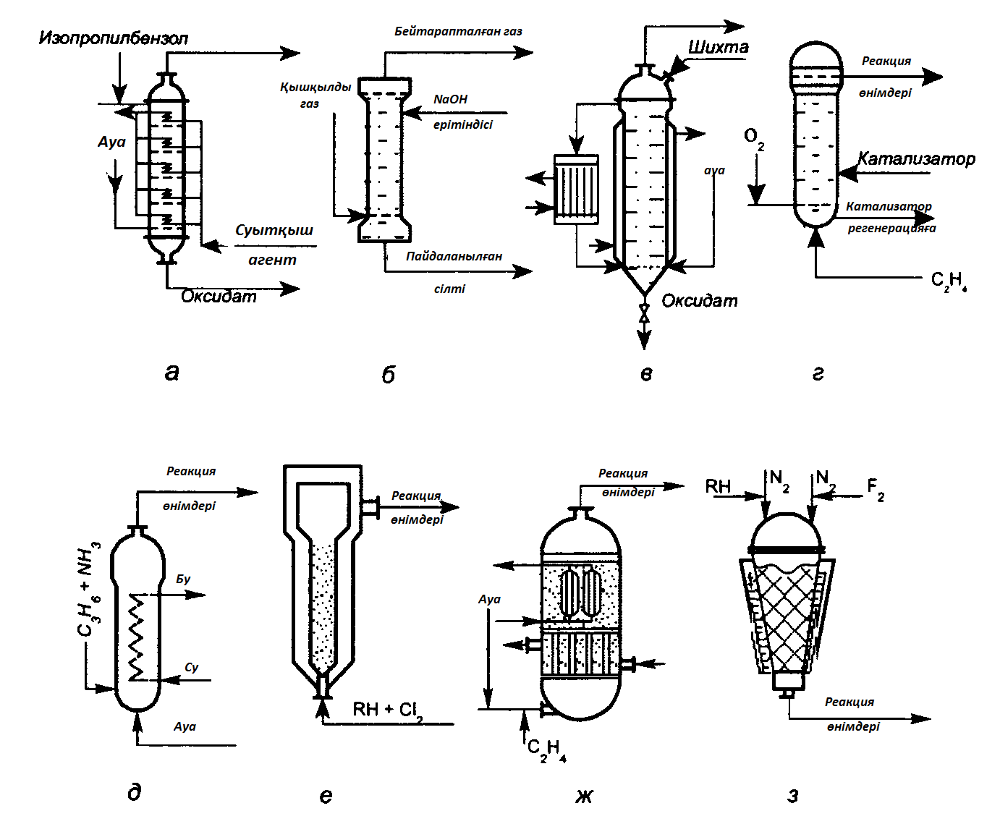 Изопропилбензол
Ауа
Суытқыш
агент
Оксидат
а
Бейтарапталған газ
Қышқылды
газ
NaOH
ерітіндісі
Пайдаланылған
сілті
б
Шихта
ауа
Оксидат
в
Реакция
өнімдері
O2
Катализатор
Катализатор
регенерацияға
C2H4
г
Реакция
өнімдері
C3H6 + NH3
Бу
Су
Ауа
д
Реакция
өнімдері
RH + Cl2
е
Реакция
өнімдері
Ауа
C2H4
ж
RH
N2
N2
F2
Реакция
өнімдері
з